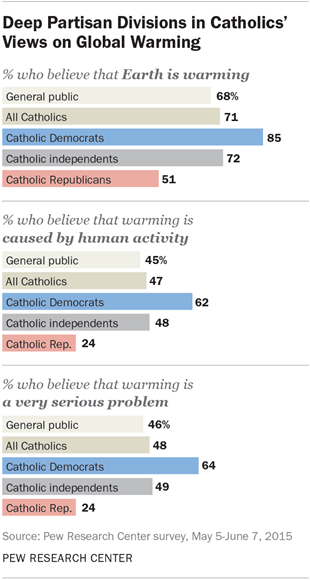 Deep Partisan Divisions in Catholics’
Views on Global Warming
% who believe that Earth is warming
General public 68%
All Catholics 71
Catholic Democrats 85
Catholic independents 72
Catholic Republicans 51
% who believe that warming is
caused by human activity
General public 45%
All Catholics 47
Catholic Democrats 62
Catholic independents 48
Catholic Rep. 24
% who believe that warming is
a very serious problem
General public 46%
All Catholics 48
Catholic Democrats 64
Catholic independents 49
Catholic Rep. 24
Source: Pew Research Center survey, May 5-June 7, 2015
PEW RESEARCH CENTER